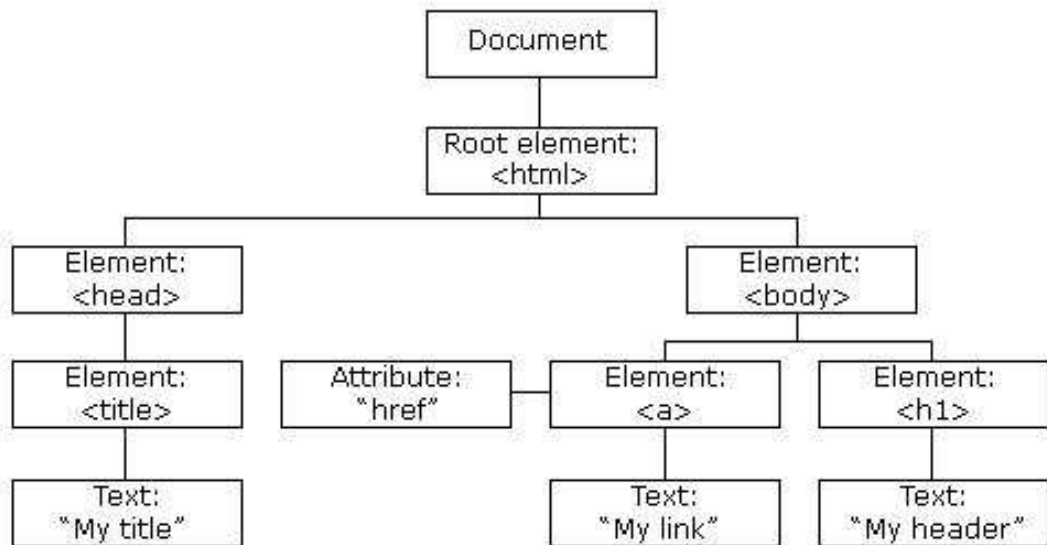 Document
Root element:
<html>
Element:
<head>
Element:
<body>
Element:
<title>
Attribute:
“href”
Element:
<a>
Element:
<h1>
Text:
“My title”
Text:
“My link”
Text:
“My header”